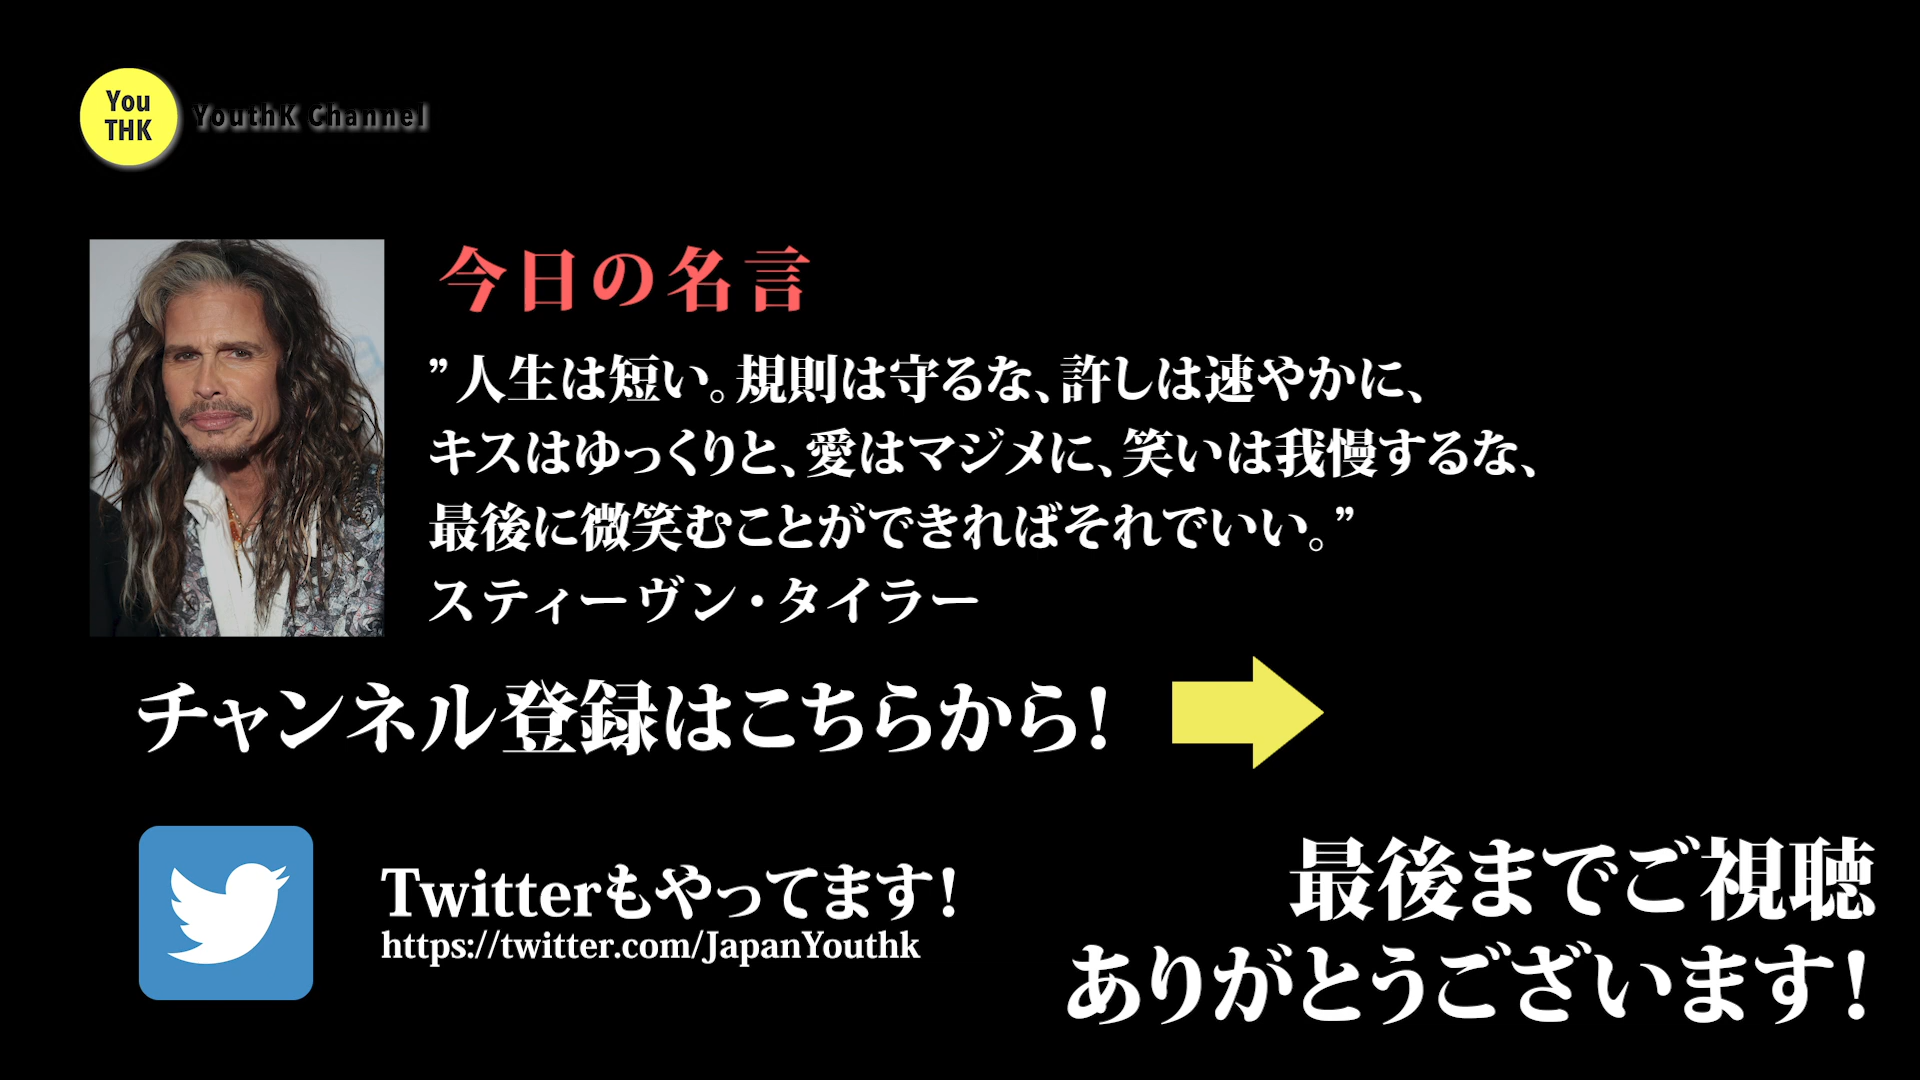 You
THK
YouthK Channel
今日の名言
”人生は短い。規則は守るな、許しは速やかに、
キスはゆっくりと、愛はマジメに、笑いは我慢するな、
最後に微笑むことができればそれでいい。”
スティーヴン・タイラー
チャンネル登録はこちらから!
Twitterもやってます!
https://twitter.com/JapanYouthk
最後までご視聴
ありがとうございます!